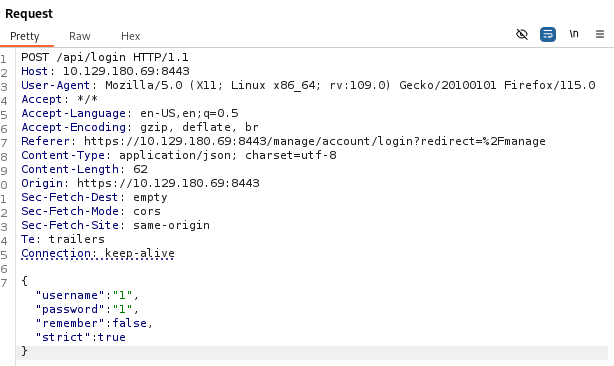 Request
Pretty Raw Hex \n
1 POST /api/login HTTP/1.1
2 Host: 10.129.180.69:8443
3 User-Agent: Mozilla/5.0 (X11; Linux x86_64; rv:109.0) Gecko/20100101 Firefox/115.0
4 Accept: */*
5 Accept-Language: en-US,en;q=0.5
6 Accept-Encoding: gzip, deflate, br
7 Referer: https://10.129.180.69:8443/manage/account/login?redirect=%2Fmanage
8 Content-Type: application/json; charset=utf-8
9 Content-Length: 62
0 Origin: https://10.129.180.69:8443
1 Sec-Fetch-Dest: empty
2 Sec-Fetch-Mode: cors
3 Sec-Fetch-Site: same-origin
4 Te: trailers
5 Connection: keep-alive
6
7 {
"username":"1",
"password":"1",
"remember":false,
"strict":true
}